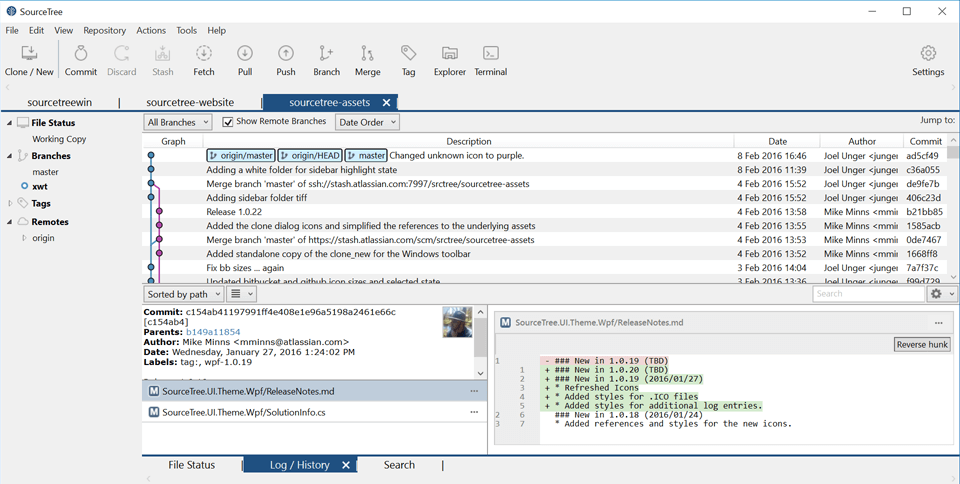 SourceTree
File Edit View Repository Actions Tools Help
Clone / New Commit Discard Stash Fetch Pull Push Branch Merge Tag Explorer Terminal Settings
sourcetreewin | sourcetree-website | sourcetree-assets
File Status
Working Copy
Branches
master
xwt
Tags
Remotes
origin
All Branches Show Remote Branches Date Order Jump to:
Graph Description Date Author Commit
origin/master origin/HEAD master Changed unknown icon to purple. 8 Feb 2016 16:46 Joel Unger <junger ad5cf49
Adding a white folder for sidebar highlight state 8 Feb 2016 11:39 Joel Unger <junger c36a055
Merge branch 'master' of ssh://stash.atlassian.com:7997/srctree/sourcetree-assets 4 Feb 2016 15:52 Joel Unger <junger de9fe7b
Adding sidebar folder tiff 4 Feb 2016 15:52 Joel Unger <junger 406c23d
Release 1.0.22 4 Feb 2016 13:58 Mike Minns <mmin b21bb85
Added the clone dialog icons and simplified the references to the underlying assets 4 Feb 2016 13:55 Mike Minns <mmin 1585acb
Merge branch 'master' of https://stash.atlassian.com/scm/srctree/sourcetree-assets 4 Feb 2016 13:53 Mike Minns <mmin 0de7467
Added standalone copy of the clone_new for the Windows toolbar 4 Feb 2016 13:52 Mike Minns <mmin 1668ff8
Fix bb sizes ... again 3 Feb 2016 14:04 Joel Unger <junger 7a7f37c
Updated bitbucket and github icon sizes and selected state 3 Feb 2016 13:36 Joel Unger <junger f99d729
Sorted by path Search
Commit: c154ab41197991ff4e408e1e96a5198a2461e66c
[c154ab4]
Parents: b149a11854
Author: Mike Minns <mminns@atlassian.com>
Date: Wednesday, January 27, 2016 1:24:02 PM
Labels: tag:, wpf-1.0.19
M SourceTree.UI.Theme.Wpf/ReleaseNotes.md ...
M SourceTree.UI.Theme.Wpf/SolutionInfo.cs ...
M SourceTree.UI.Theme.Wpf/ReleaseNotes.md ...
Reverse hunk
1 - ### New in 1.0.19 (TBD)
1 + ### New in 1.0.20 (TBD)
2 + ### New in 1.0.19 (2016/01/27)
3 + * Refreshed Icons
4 + * Added styles for .ICO files
5 + * Added styles for additional log entries.
2 6 ### New in 1.0.18 (2016/01/24)
3 7 * Added references and styles for the new icons.
File Status | Log / History Search |